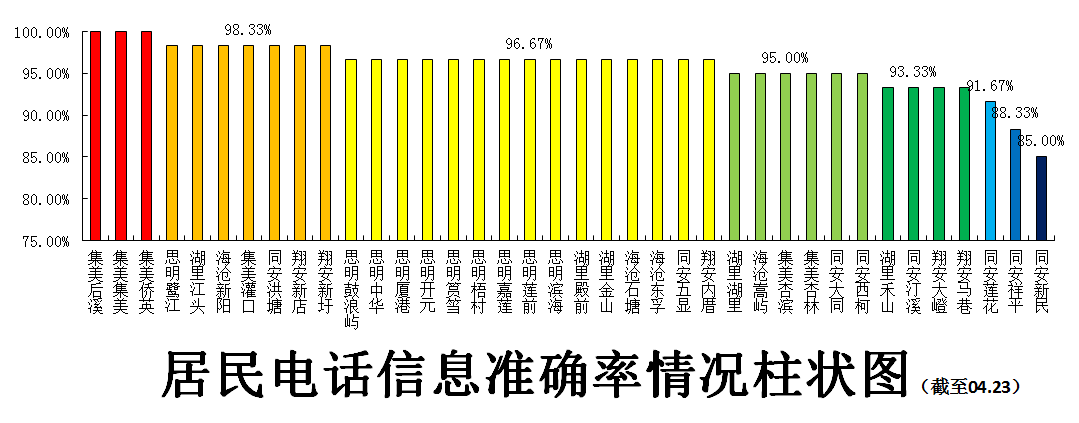 100.00%
95.00%
90.00%
85.00%
80.00%
75.00%
98.33%
96.67%
95.00%
93.33%
91.67%
88.33%
85.00%
集美后溪
集美集美
集美侨英
思明鹭江
湖里江头
海沧新阳
集美灌口
同安洪塘
翔安新店
翔安新圩
思明鼓浪屿
思明中华
思明厦港
思明开元
思明筼筜
思明梧村
思明嘉莲
思明莲前
思明滨海
湖里殿前
湖里金山
海沧石塘
海沧东孚
同安五显
翔安内厝
湖里湖里
海沧嵩屿
集美杏滨
集美杏林
同安大同
同安西柯
湖里禾山
同安汀溪
翔安大嶝
翔安马巷
同安莲花
同安祥平
同安新民
居民电话信息准确率情况柱状图（截至04.23）